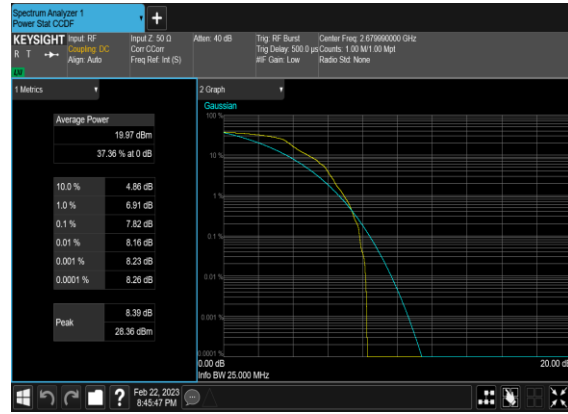 Spectrum Analyzer 1
Power Stat CCDF
KEYSIGHT
R T
LW
Input: RF
Coupling: DC
Align: Auto
Input Z: 50 Ω
Corr CCorr
Freq Ref: Int (S)
Atten: 40 dB
Trig: RF Burst
Trig Delay: 500.0 µs
#IF Gain: Low
Center Freq: 2.679990000 GHz
Counts: 1.00 M/1.00 Mpt
Radio Std: None
1 Metrics
Average Power
19.97 dBm
37.36 % at 0 dB
10.0 % 4.86 dB
1.0 % 6.91 dB
0.1 % 7.82 dB
0.01 % 8.16 dB
0.001 % 8.23 dB
0.0001 % 8.26 dB
Peak
8.39 dB
28.36 dBm
2 Graph
Gaussian
100 %
10 %
1 %
0.1 %
0.01 %
0.001 %
0.0001 %
0.00 dB
20.00 dB
Info BW 25.000 MHz
?
Feb 22, 2023
8:45:47 PM